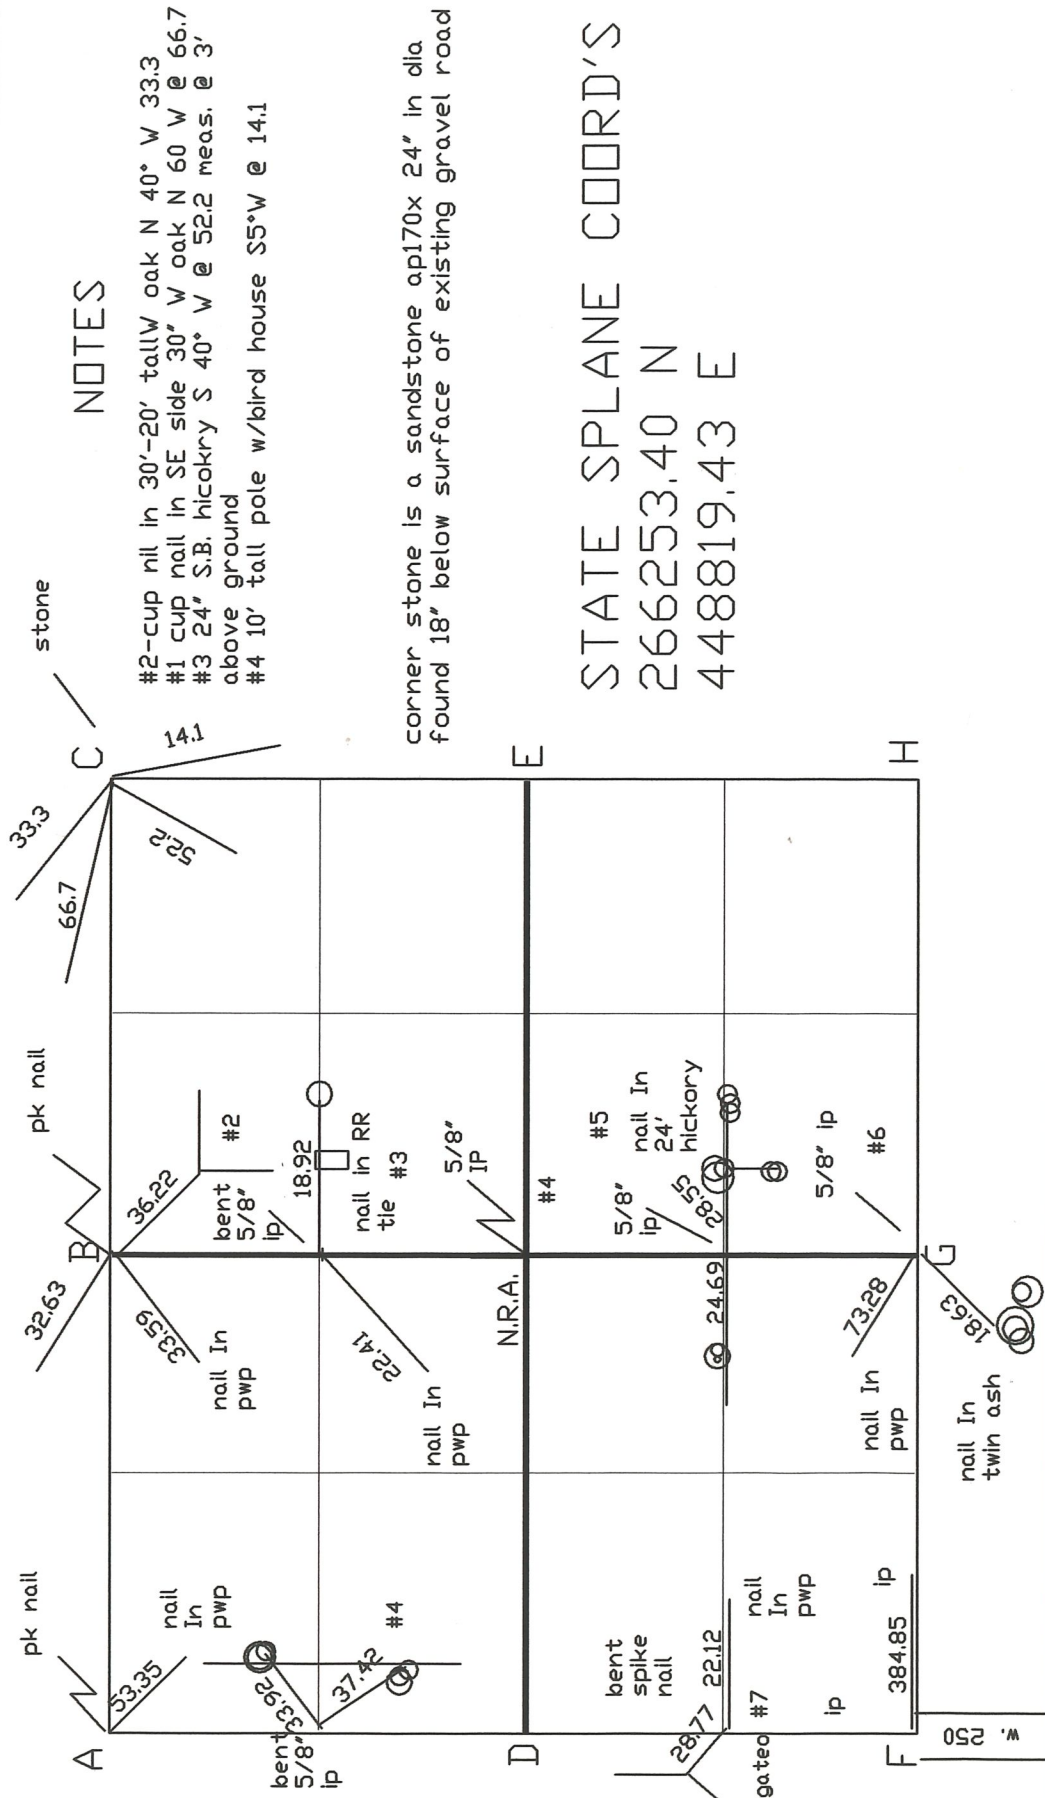 NOTES
#2-cup nil in 30'-20' tallW oak N 40° W 33.3
#1 cup nail in SE side 30" W oak N 60 W @ 66.7
#3 24" S.B. hicokry S 40° W @ 52.2 meas. @ 3'
above ground
#4 10' tall pole w/bird house S5°W @ 14.1
corner stone is a sandstone ap170x 24" in dia
found 18" below surface of existing gravel road
STATE SPLANE COORD'S
266253.40 N
448819.43 E
A
pk nail
53.35
nail
In
pwp
33.92
37.42
#4
bent
5/8"
ip
B
pk nail
32.63
33.59
nail In
pwp
36.22
#2
bent
5/8"
ip
18.92
nail in RR
tie
#3
22.41
nail In
pwp
C
stone
33.3
66.7
14.1
52.2
D
N.R.A.
5/8"
IP
#4
E
bent
spike
nail
28.77
22.12
gateo
#7
nail
In
pwp
ip
24.69
5/8"
ip
28.55
#5
nail In
24'
hickory
F
384.85
ip
w. 250
73.28
nail In
pwp
G
5/8" ip
#6
18.63
nail In
twin ash
H